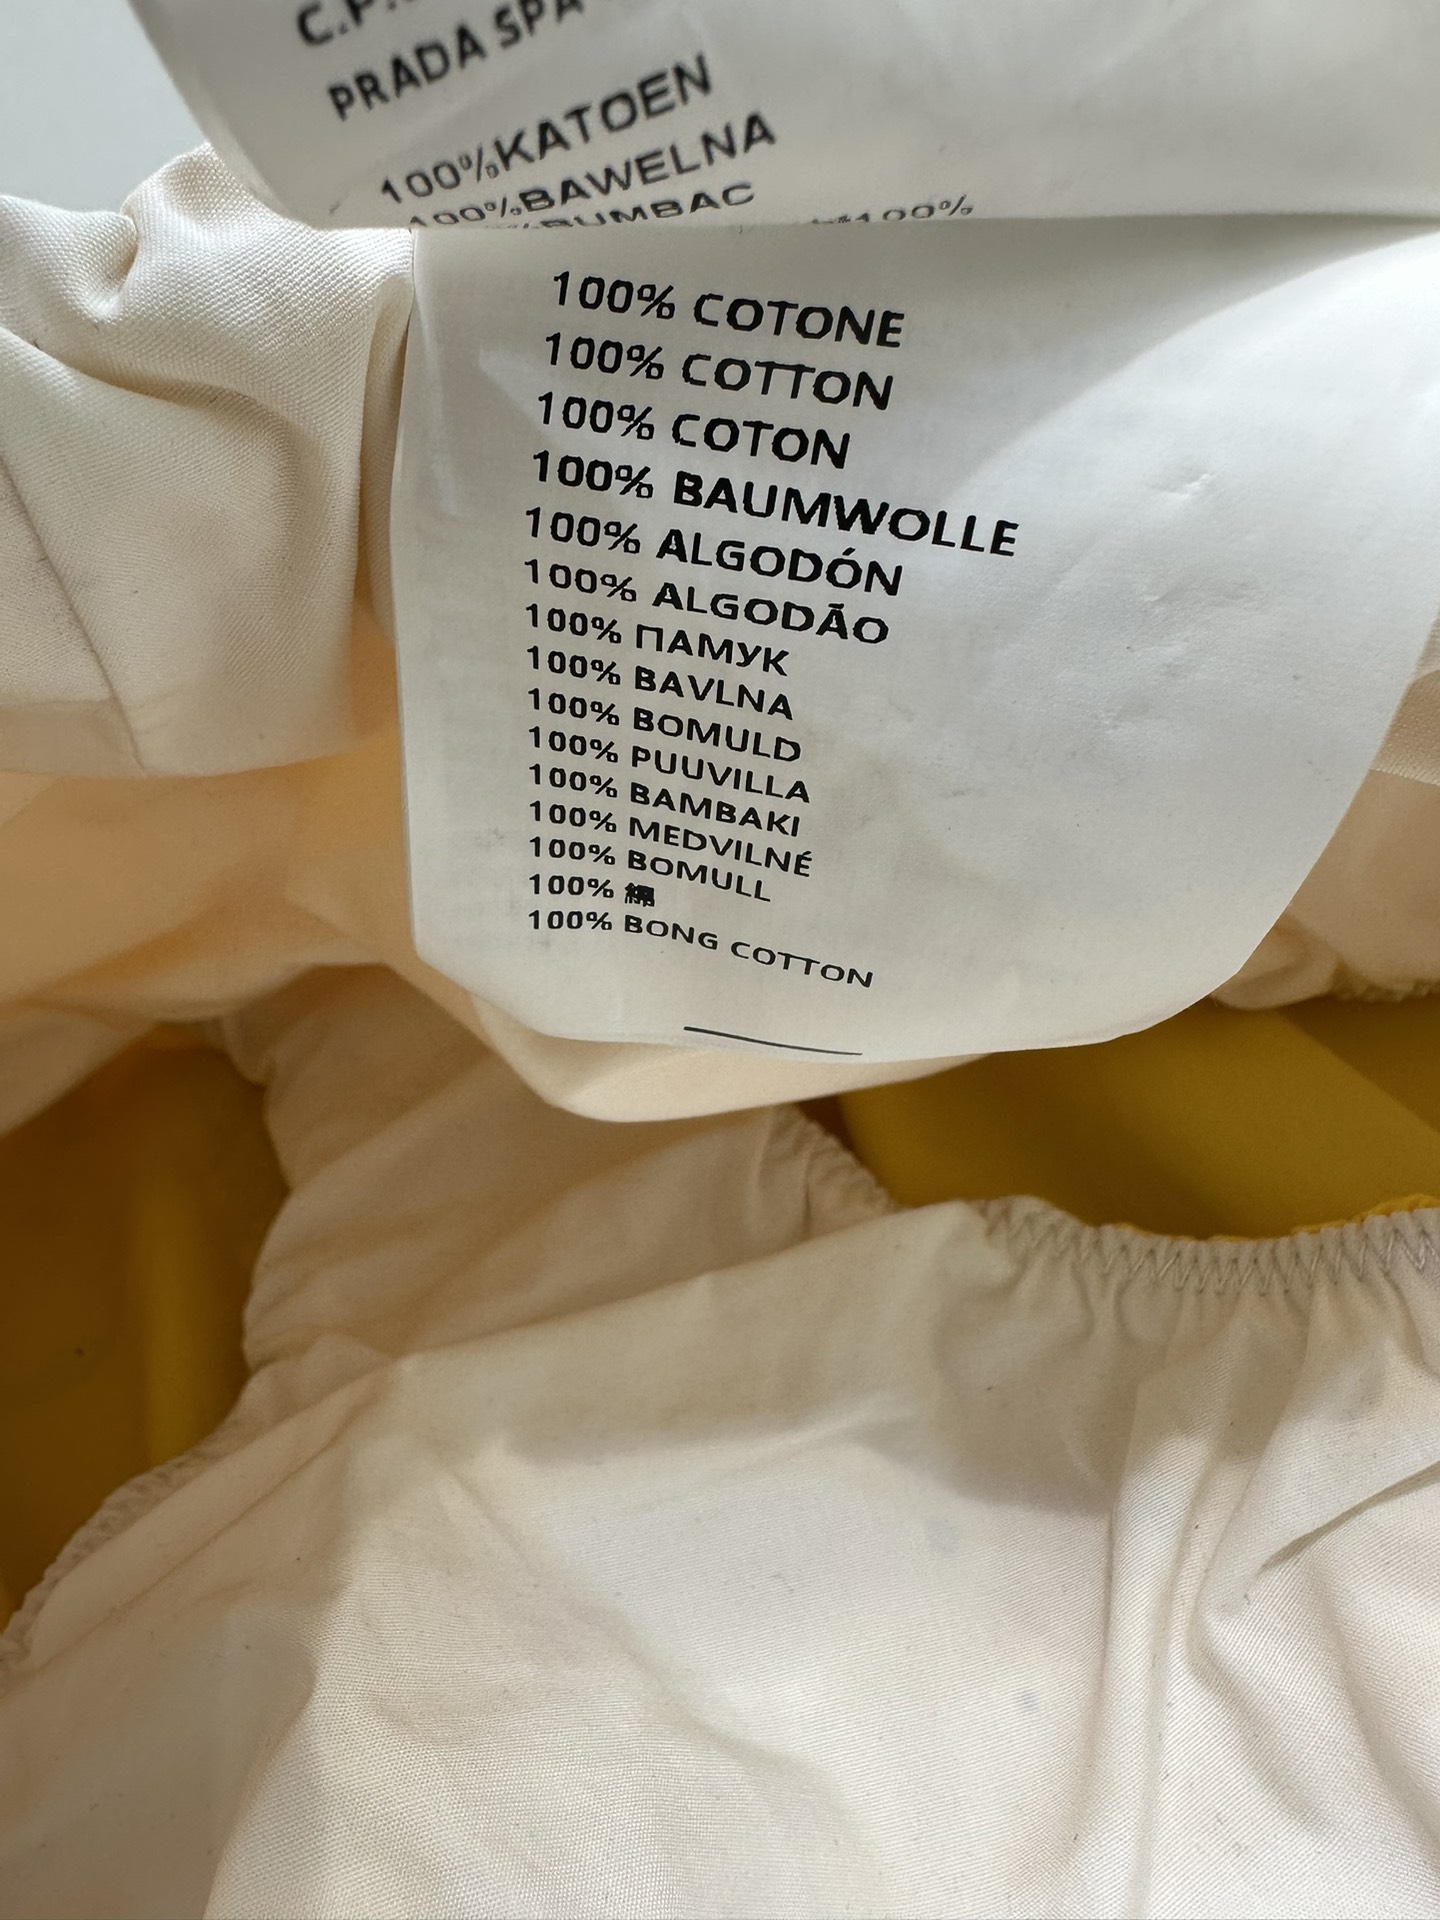 PRADA SPA
100%KATOEN
100%BAWELNA
100%
100% COTONE
100% COTTON
100% COTON
100% BAUMWOLLE
100% ALGODÓN
100% ALGODÃO
100% ПАМУК
100% BAVLNA
100% BOMULD
100% PUUVILLA
100% BAMBAKI
100% MEDVILNÉ
100% BOMULL
100% 綿
100% BONG COTTON